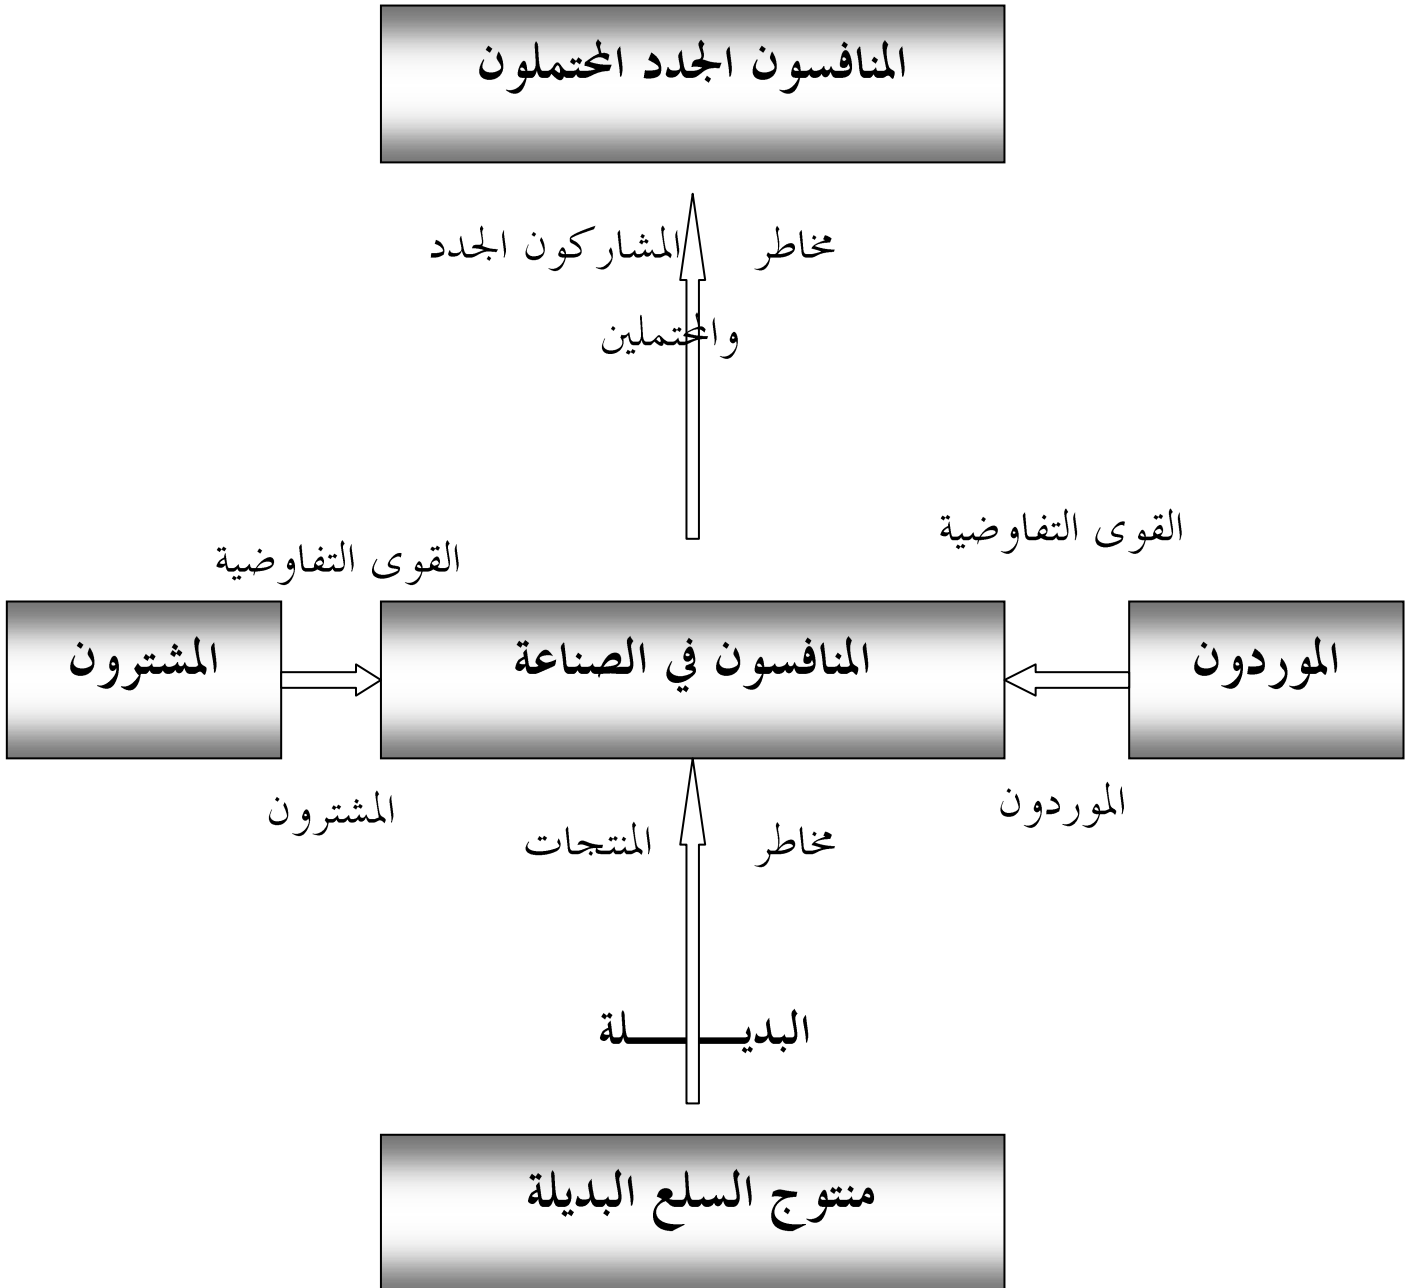 المنافسون الجدد المحتملون
مخاطر المشاركون الجدد
والمحتملين
القوى التفاوضية
القوى التفاوضية
الموردون
المنافسون في الصناعة
المشترون
الموردون
المشترون
مخاطر المنتجات
البديـــــــلة
منتوج السلع البديلة